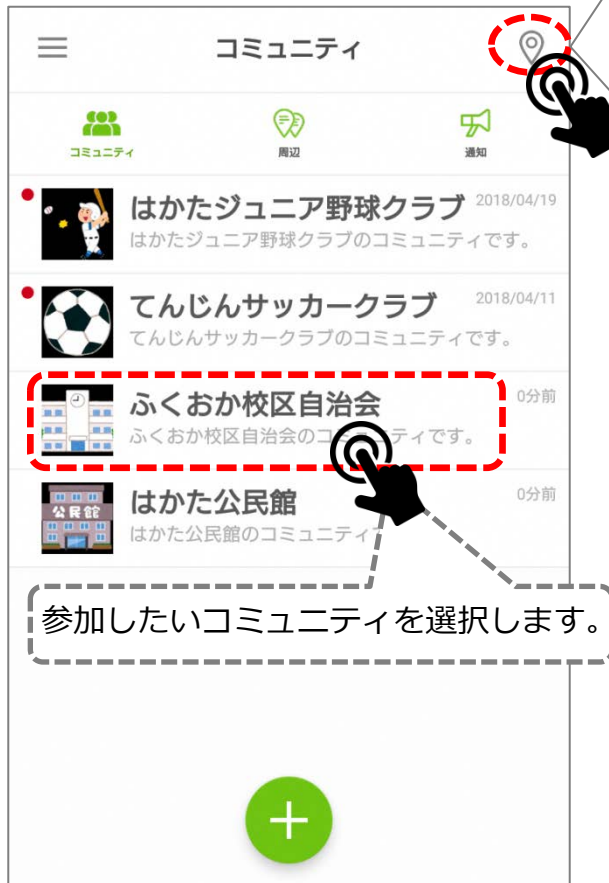 コミュニティ
コミュニティ
周辺
通知
はかたジュニア野球クラブ 2018/04/19
はかたジュニア野球クラブのコミュニティです。
てんじんサッカークラブ 2018/04/11
てんじんサッカークラブのコミュニティです。
ふくおか校区自治会 0分前
ふくおか校区自治会のコミュニティです。
公民館
はかた公民館 0分前
はかた公民館のコミュニティ
参加したいコミュニティを選択します。